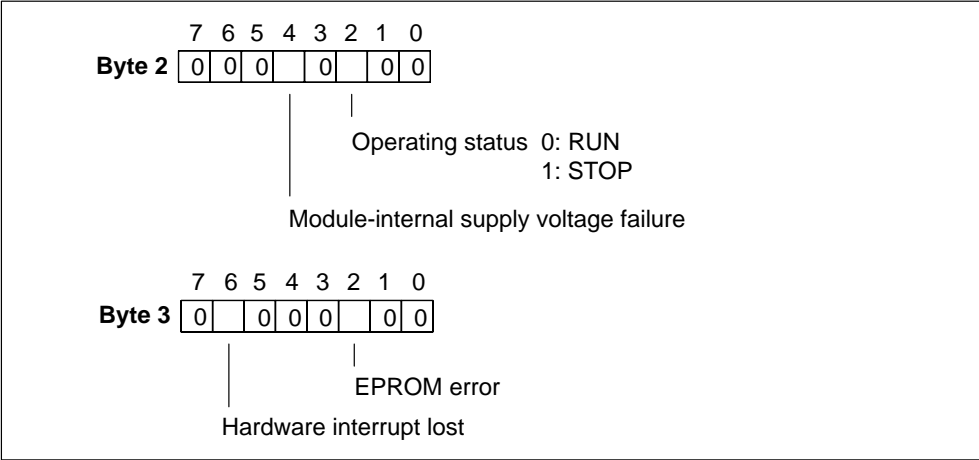 7 6 5 4 3 2 1 0
Byte 2 0 0 0 0 0 0
Operating status 0: RUN
1: STOP
Module-internal supply voltage failure
7 6 5 4 3 2 1 0
Byte 3 0 0 0 0 0 0
EPROM error
Hardware interrupt lost